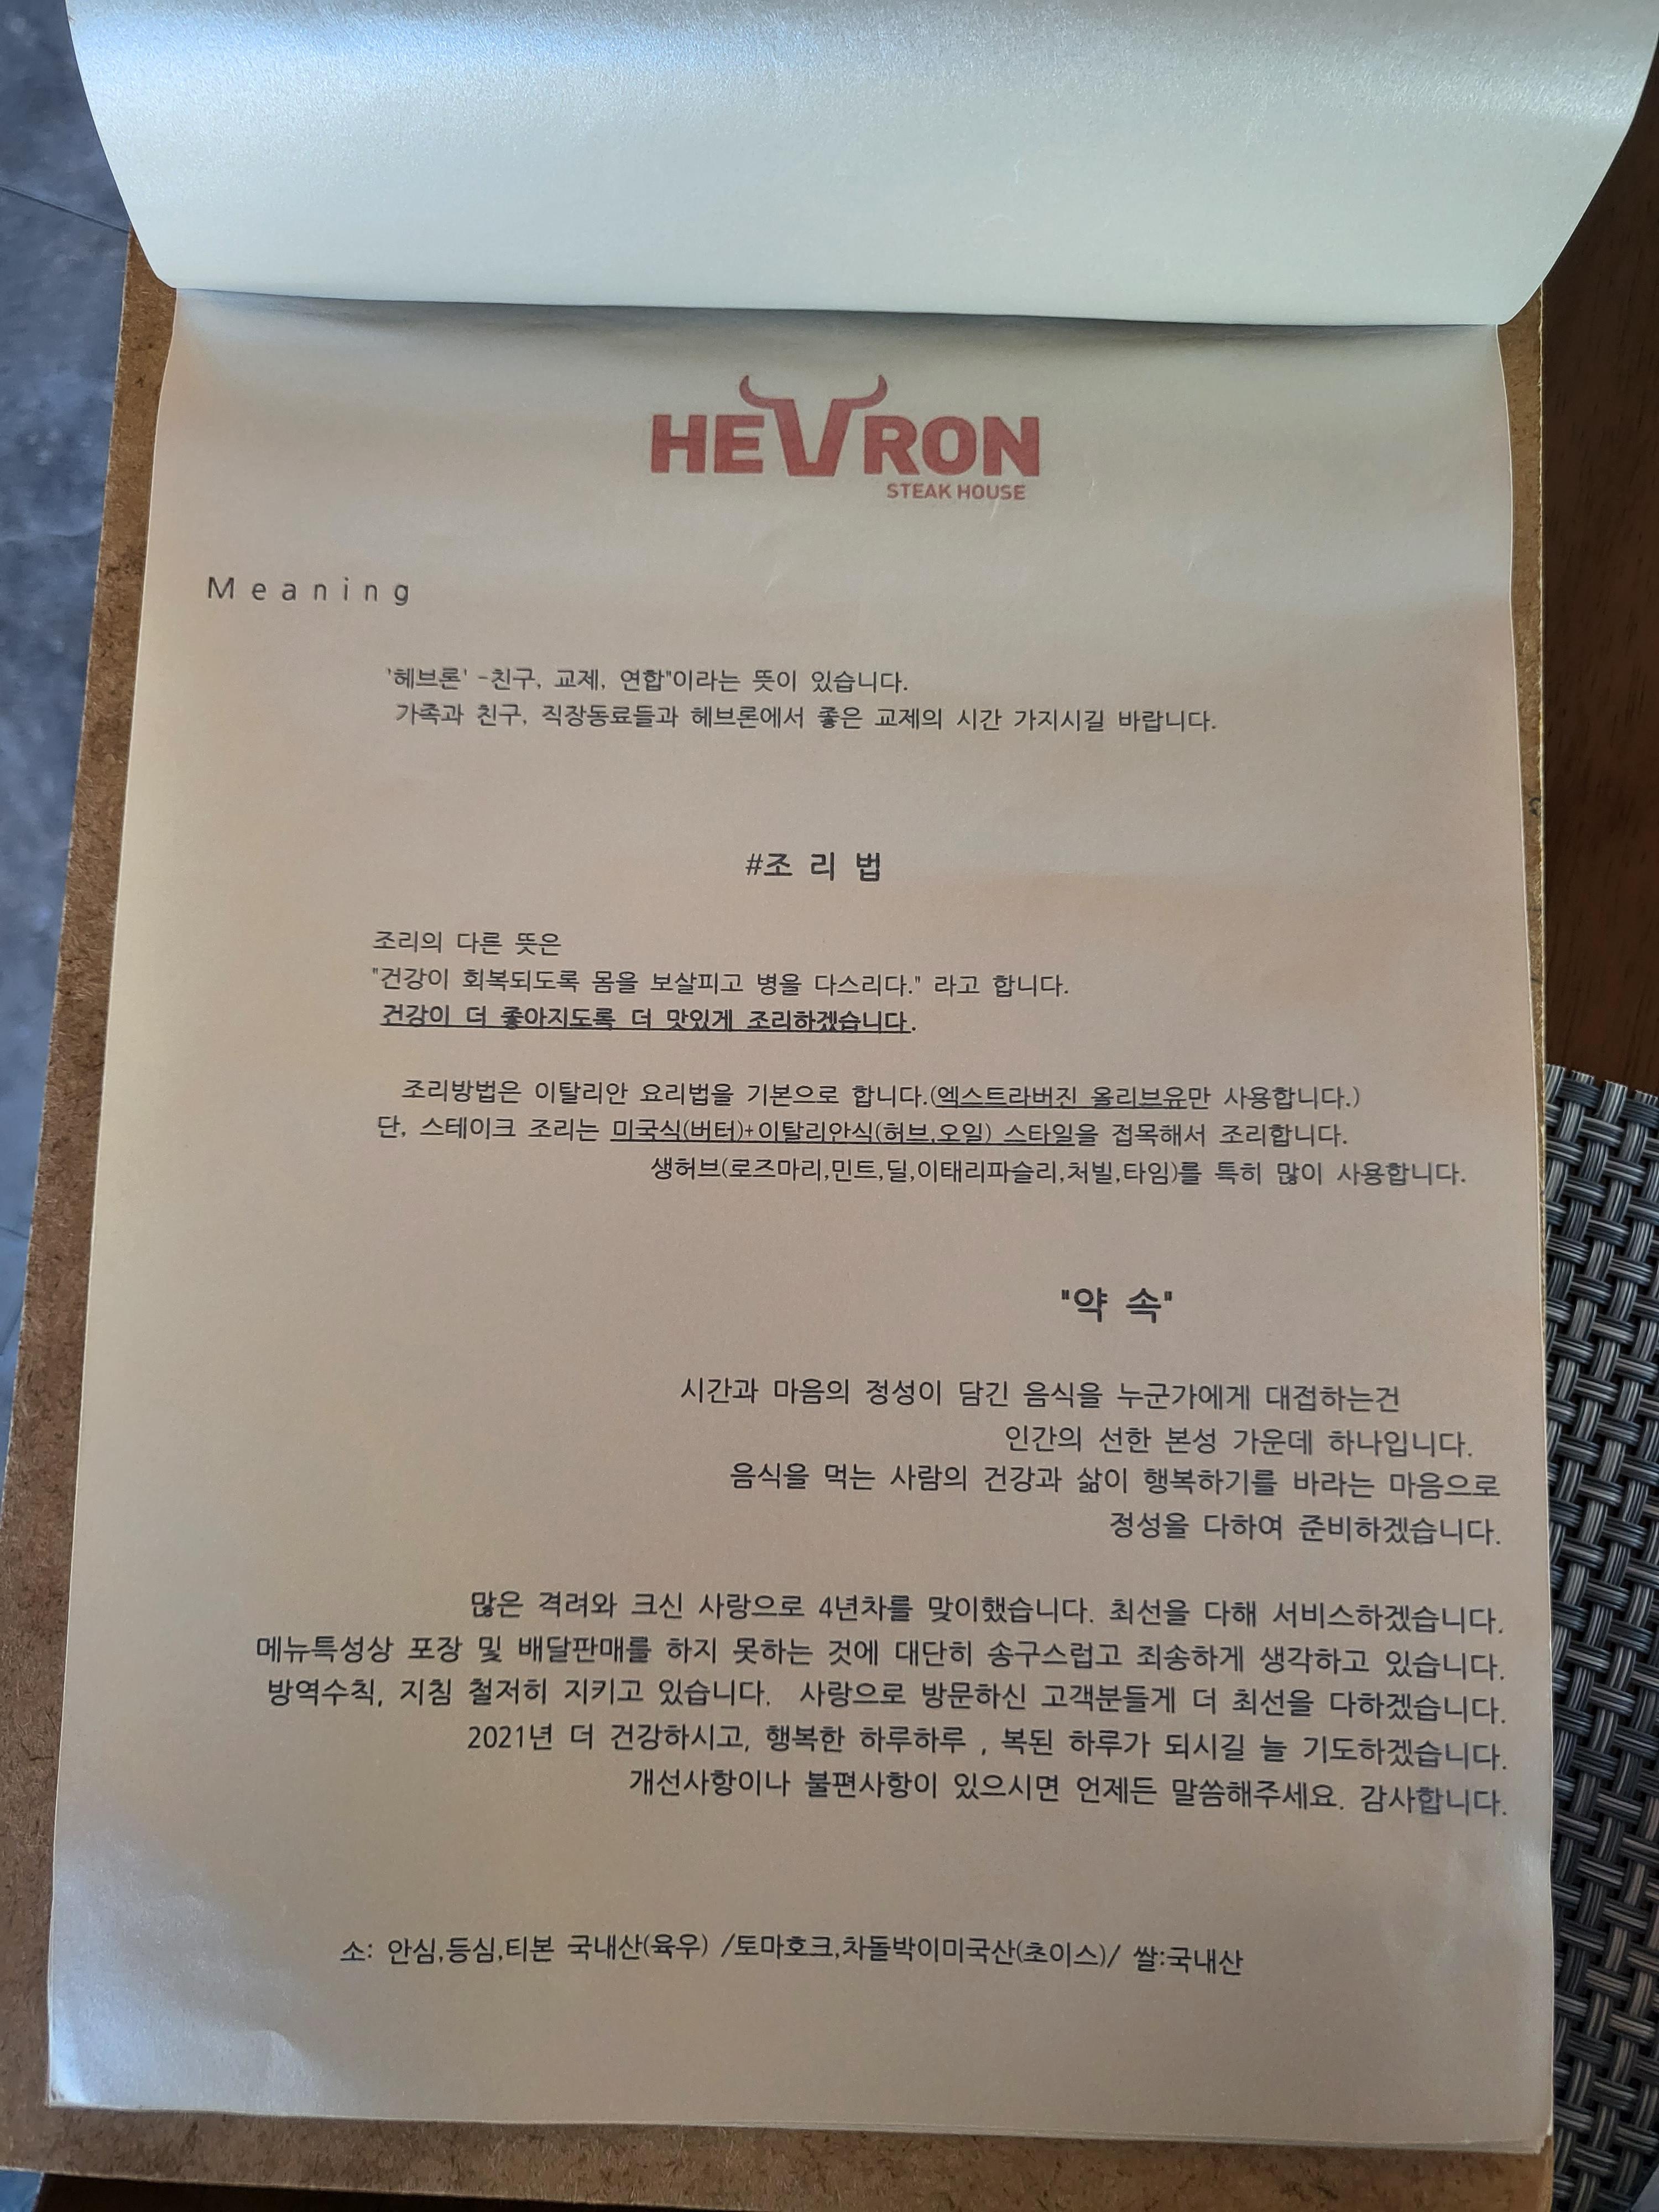 HEVRON
STEAK HOUSE
Meaning
'헤브론' -친구, 교제, 연합"이라는 뜻이 있습니다.
가족과 친구, 직장동료들과 헤브론에서 좋은 교제의 시간 가지시길 바랍니다.
#조 리 법
조리의 다른 뜻은
"건강이 회복되도록 몸을 보살피고 병을 다스리다." 라고 합니다.
건강이 더 좋아지도록 더 맛있게 조리하겠습니다.
조리방법은 이탈리안 요리법을 기본으로 합니다.(엑스트라버진 올리브유만 사용합니다.)
단, 스테이크 조리는 미국식(버터)+이탈리안식(허브,오일) 스타일을 접목해서 조리합니다.
생허브(로즈마리,민트,딜,이태리파슬리,처빌,타임)를 특히 많이 사용합니다.
"약 속"
시간과 마음의 정성이 담긴 음식을 누군가에게 대접하는건
인간의 선한 본성 가운데 하나입니다.
음식을 먹는 사람의 건강과 삶이 행복하기를 바라는 마음으로
정성을 다하여 준비하겠습니다.
많은 격려와 크신 사랑으로 4년차를 맞이했습니다. 최선을 다해 서비스하겠습니다.
메뉴특성상 포장 및 배달판매를 하지 못하는 것에 대단히 송구스럽고 죄송하게 생각하고 있습니다.
방역수칙, 지침 철저히 지키고 있습니다. 사랑으로 방문하신 고객분들게 더 최선을 다하겠습니다.
2021년 더 건강하시고, 행복한 하루하루 , 복된 하루가 되시길 늘 기도하겠습니다.
개선사항이나 불편사항이 있으시면 언제든 말씀해주세요. 감사합니다.
소: 안심,등심,티본 국내산(육우) /토마호크,차돌박이미국산(초이스)/ 쌀:국내산